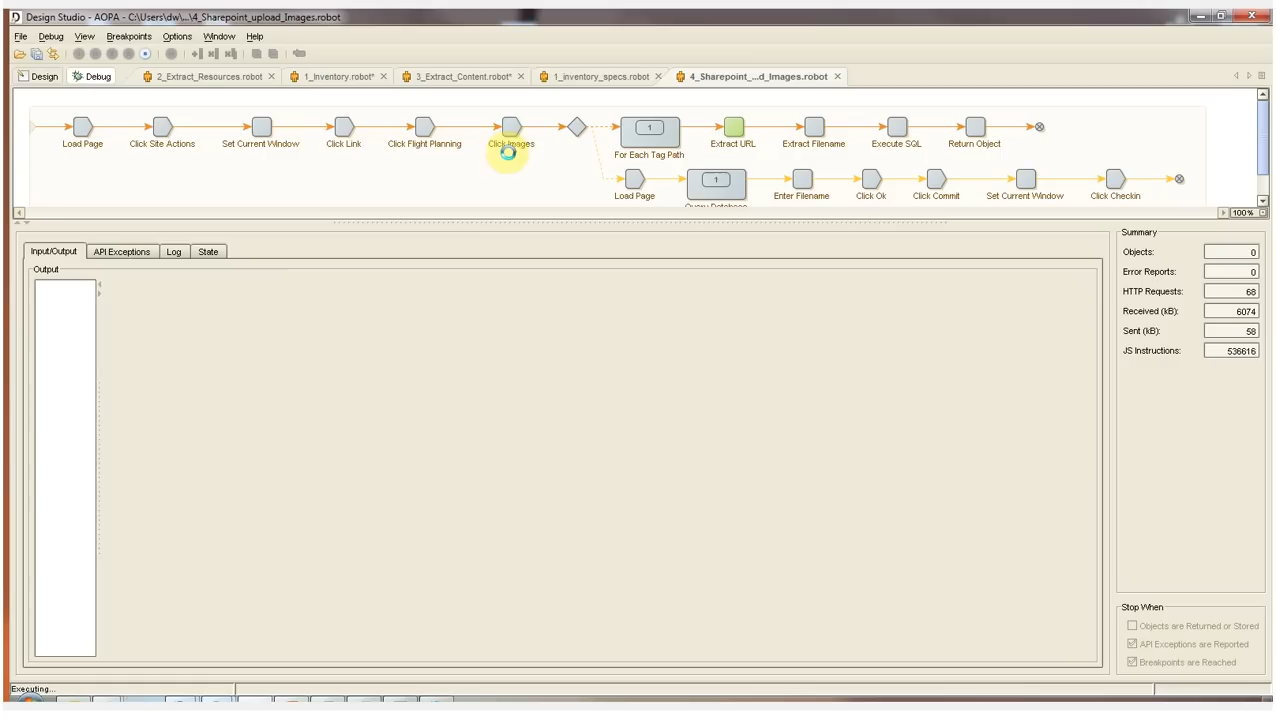 Design Studio - AOPA - C:\Users\dw\...\4_Sharepoint_upload_Images.robot
File Debug View Breakpoints Options Window Help
Design Debug 2_Extract_Resources.robot 1_Inventory.robot* 3_Extract_Content.robot* 1_inventory_specs.robot 4_Sharepoint_...d_Images.robot
1
Load Page Click Site Actions Set Current Window Click Link Click Flight Planning Click Images For Each Tag Path Extract URL Extract Filename Execute SQL Return Object
1
Load Page Query Database Enter Filename Click Ok Click Commit Set Current Window Click Checkin
100%
Input/Output API Exceptions Log State
Output
Summary
Objects: 0
Error Reports: 0
HTTP Requests: 68
Received (kB): 6074
Sent (kB): 58
JS Instructions: 536616
Stop When
Objects are Returned or Stored
API Exceptions are Reported
Breakpoints are Reached
Executing...